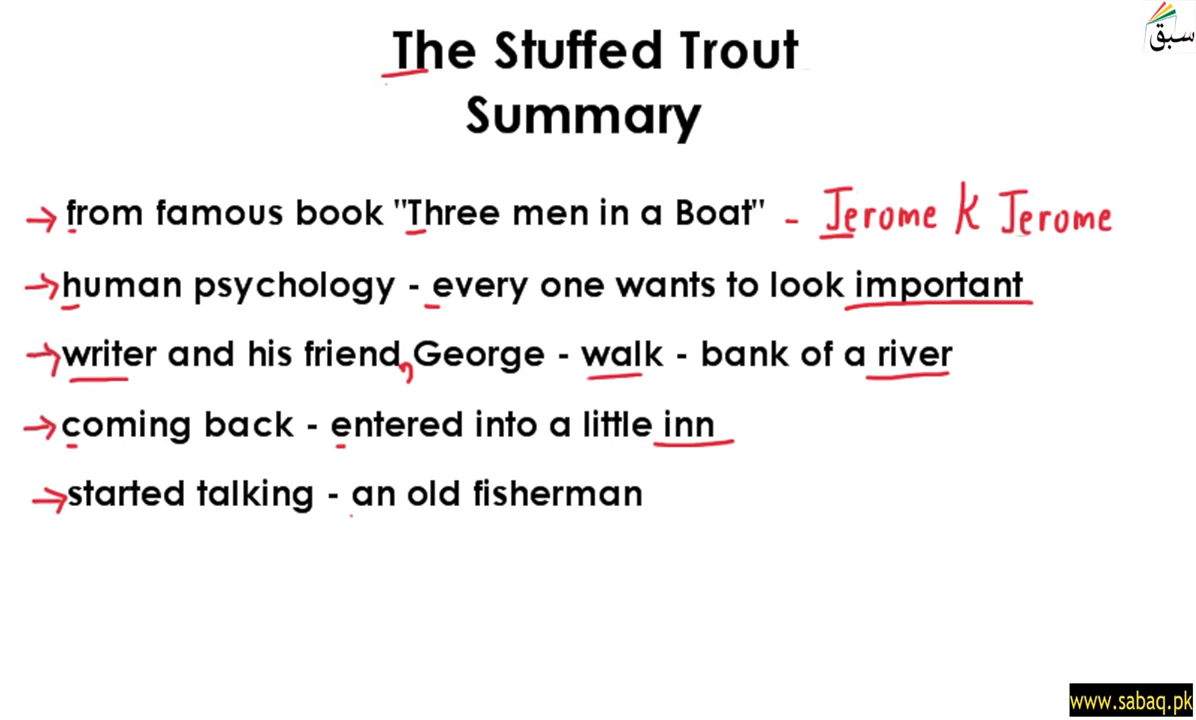 سبق
The Stuffed Trout
Summary
→ from famous book "Three men in a Boat" - Jerome K Jerome
→ human psychology - every one wants to look important
→ writer and his friend, George - walk - bank of a river
→ coming back - entered into a little inn
→ started talking - an old fisherman
www.sabaq.pk